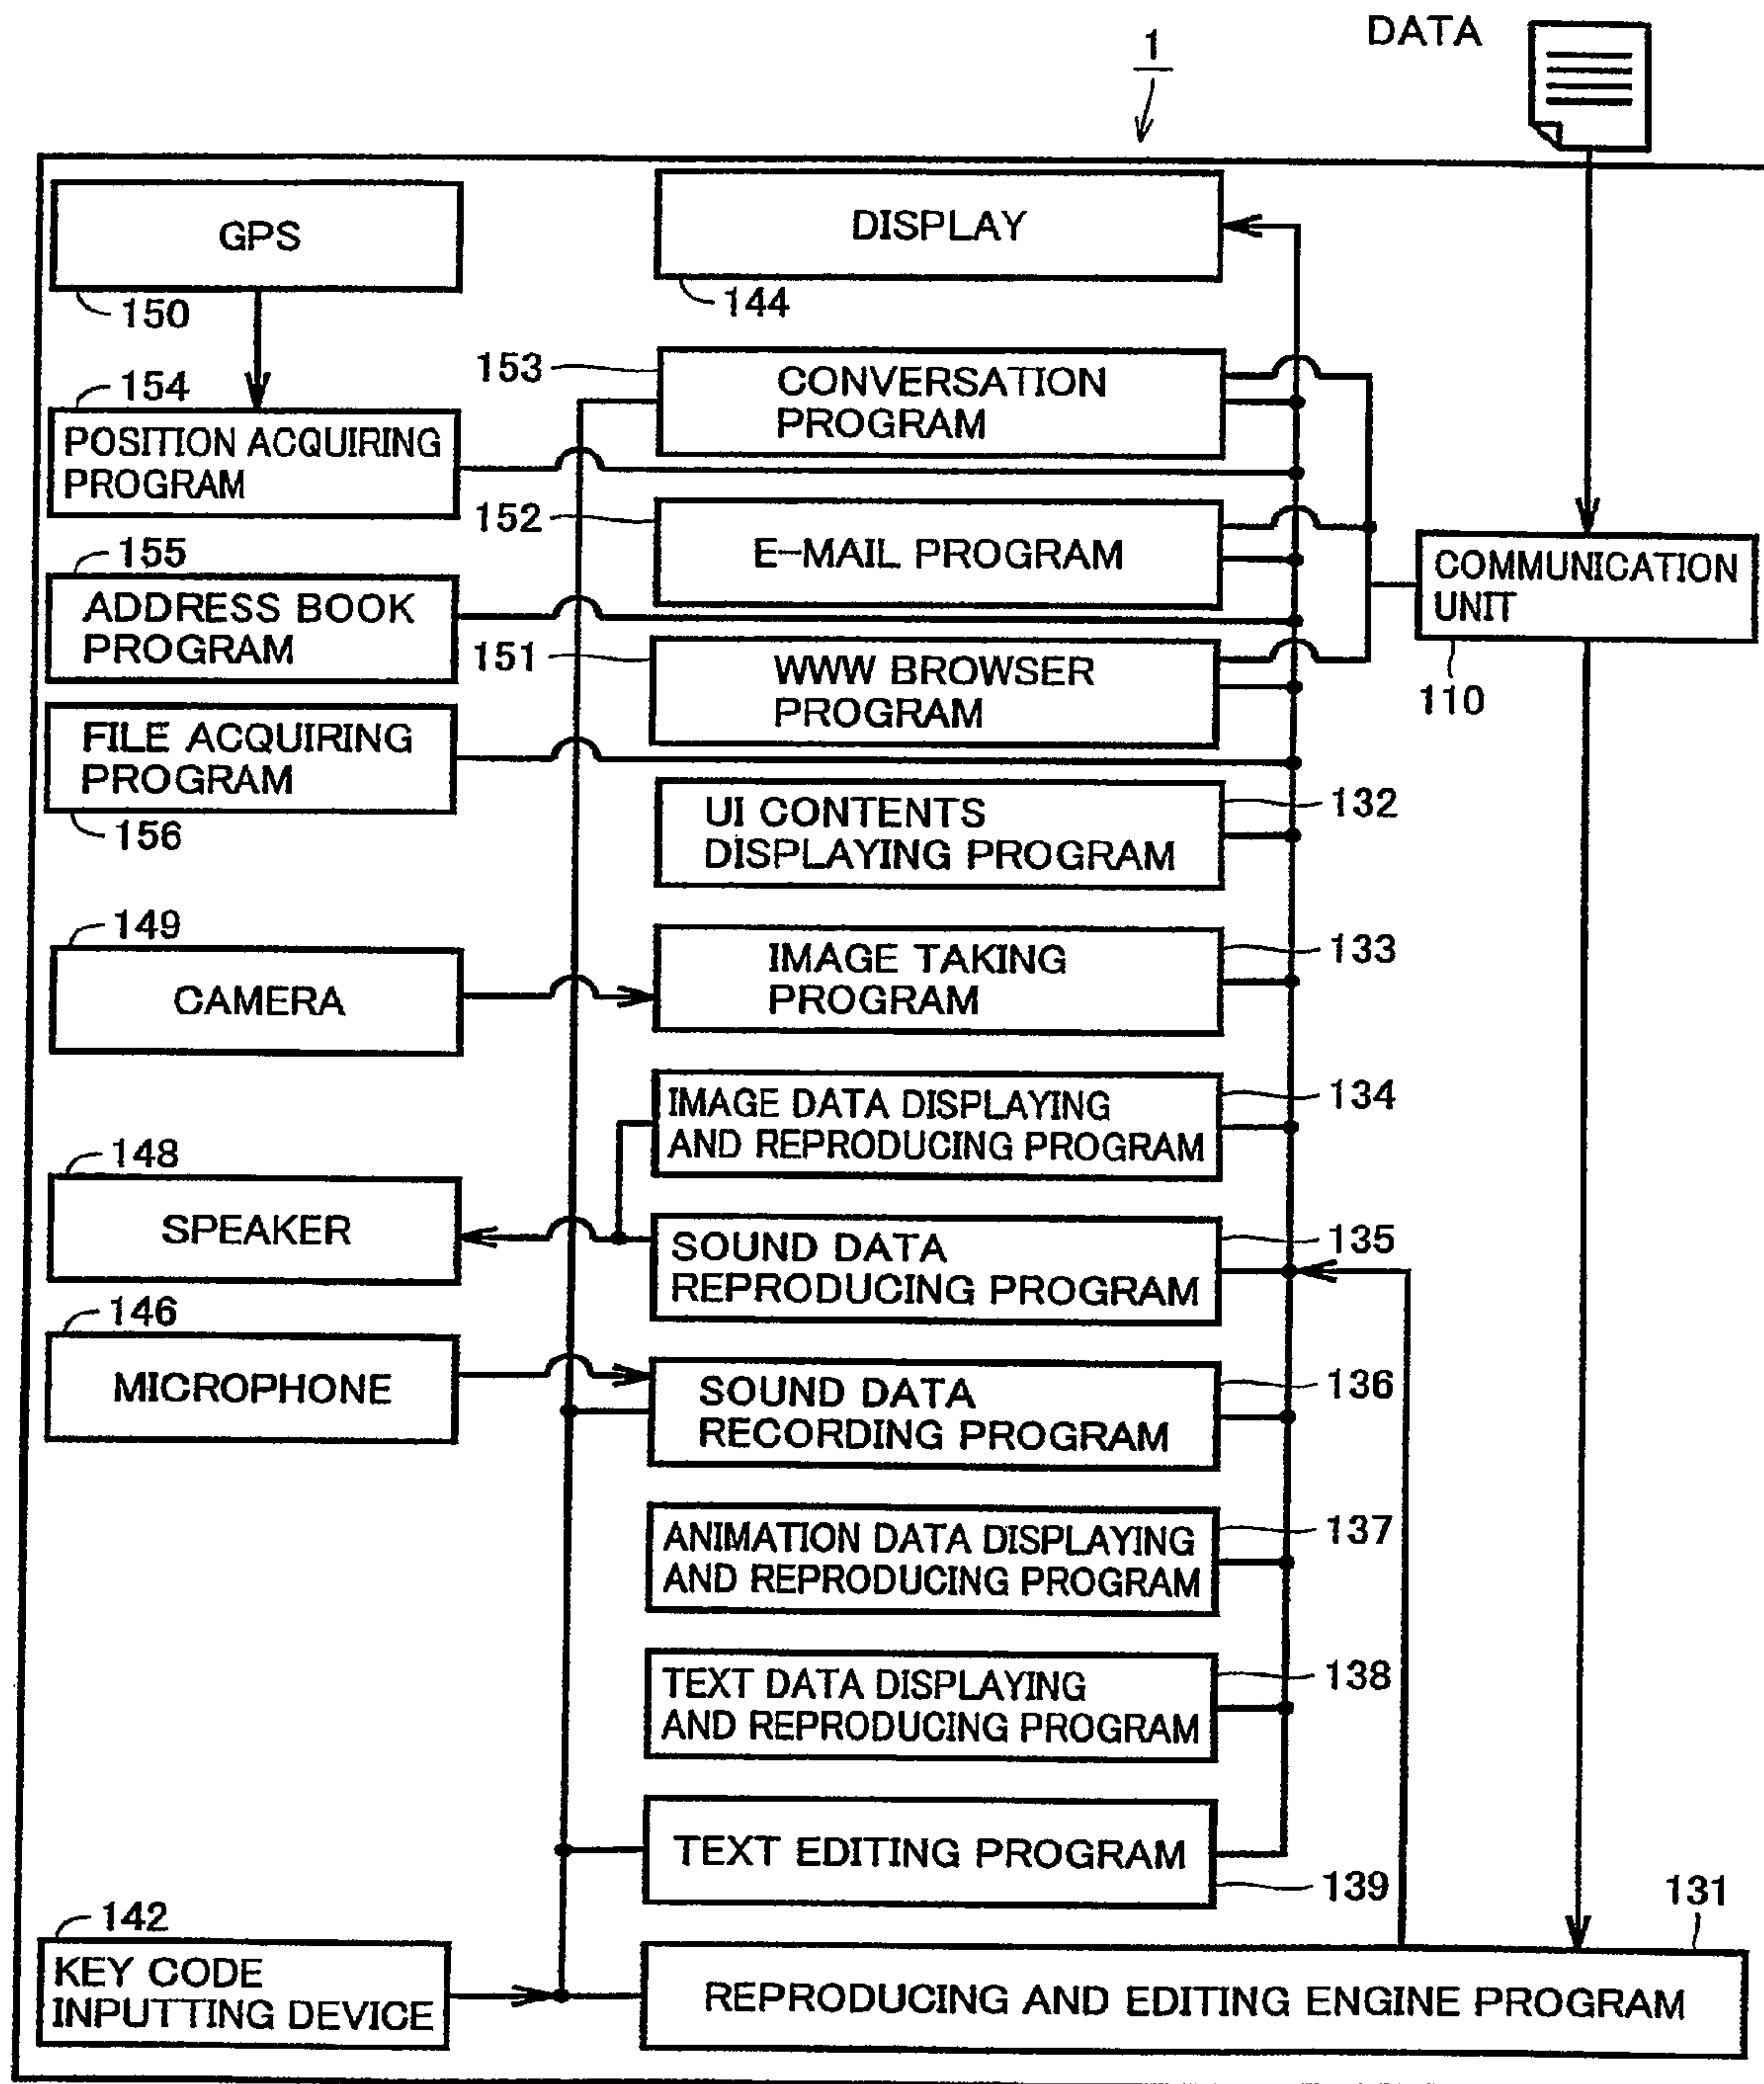 1
DATA
GPS
150
DISPLAY
144
153
CONVERSATION
PROGRAM
154
POSITION ACQUIRING
PROGRAM
152
E-MAIL PROGRAM
COMMUNICATION
UNIT
110
155
ADDRESS BOOK
PROGRAM
151
WWW BROWSER
PROGRAM
FILE ACQUIRING
PROGRAM
156
UI CONTENTS
DISPLAYING PROGRAM
132
149
CAMERA
IMAGE TAKING
PROGRAM
133
IMAGE DATA DISPLAYING
AND REPRODUCING PROGRAM
134
148
SPEAKER
SOUND DATA
REPRODUCING PROGRAM
135
146
MICROPHONE
SOUND DATA
RECORDING PROGRAM
136
ANIMATION DATA DISPLAYING
AND REPRODUCING PROGRAM
137
TEXT DATA DISPLAYING
AND REPRODUCING PROGRAM
138
TEXT EDITING PROGRAM
139
142
KEY CODE
INPUTTING DEVICE
131
REPRODUCING AND EDITING ENGINE PROGRAM